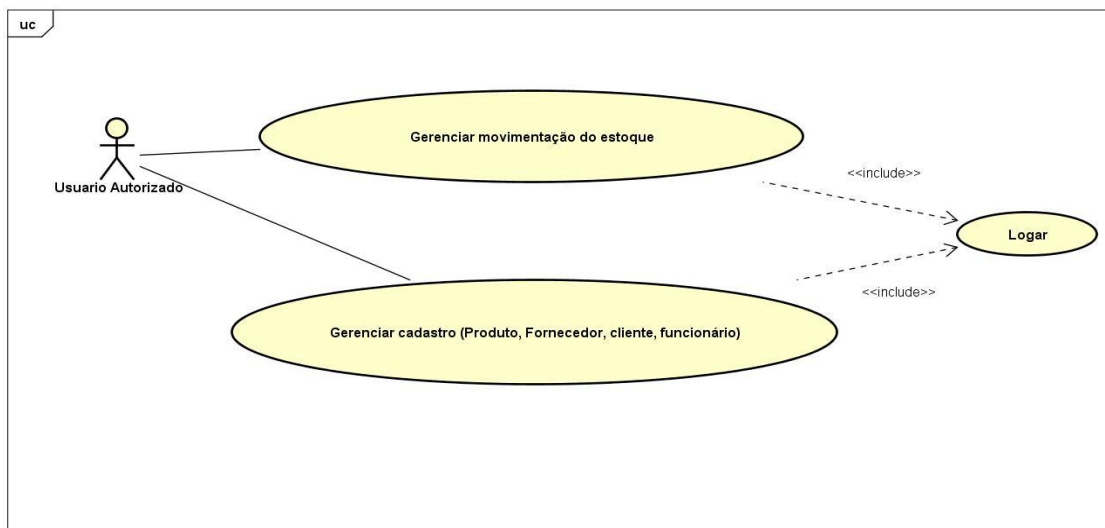 uc
Gerenciar movimentação do estoque
Usuario Autorizado
<<include>>
Logar
<<include>>
Gerenciar cadastro (Produto, Fornecedor, cliente, funcionário)